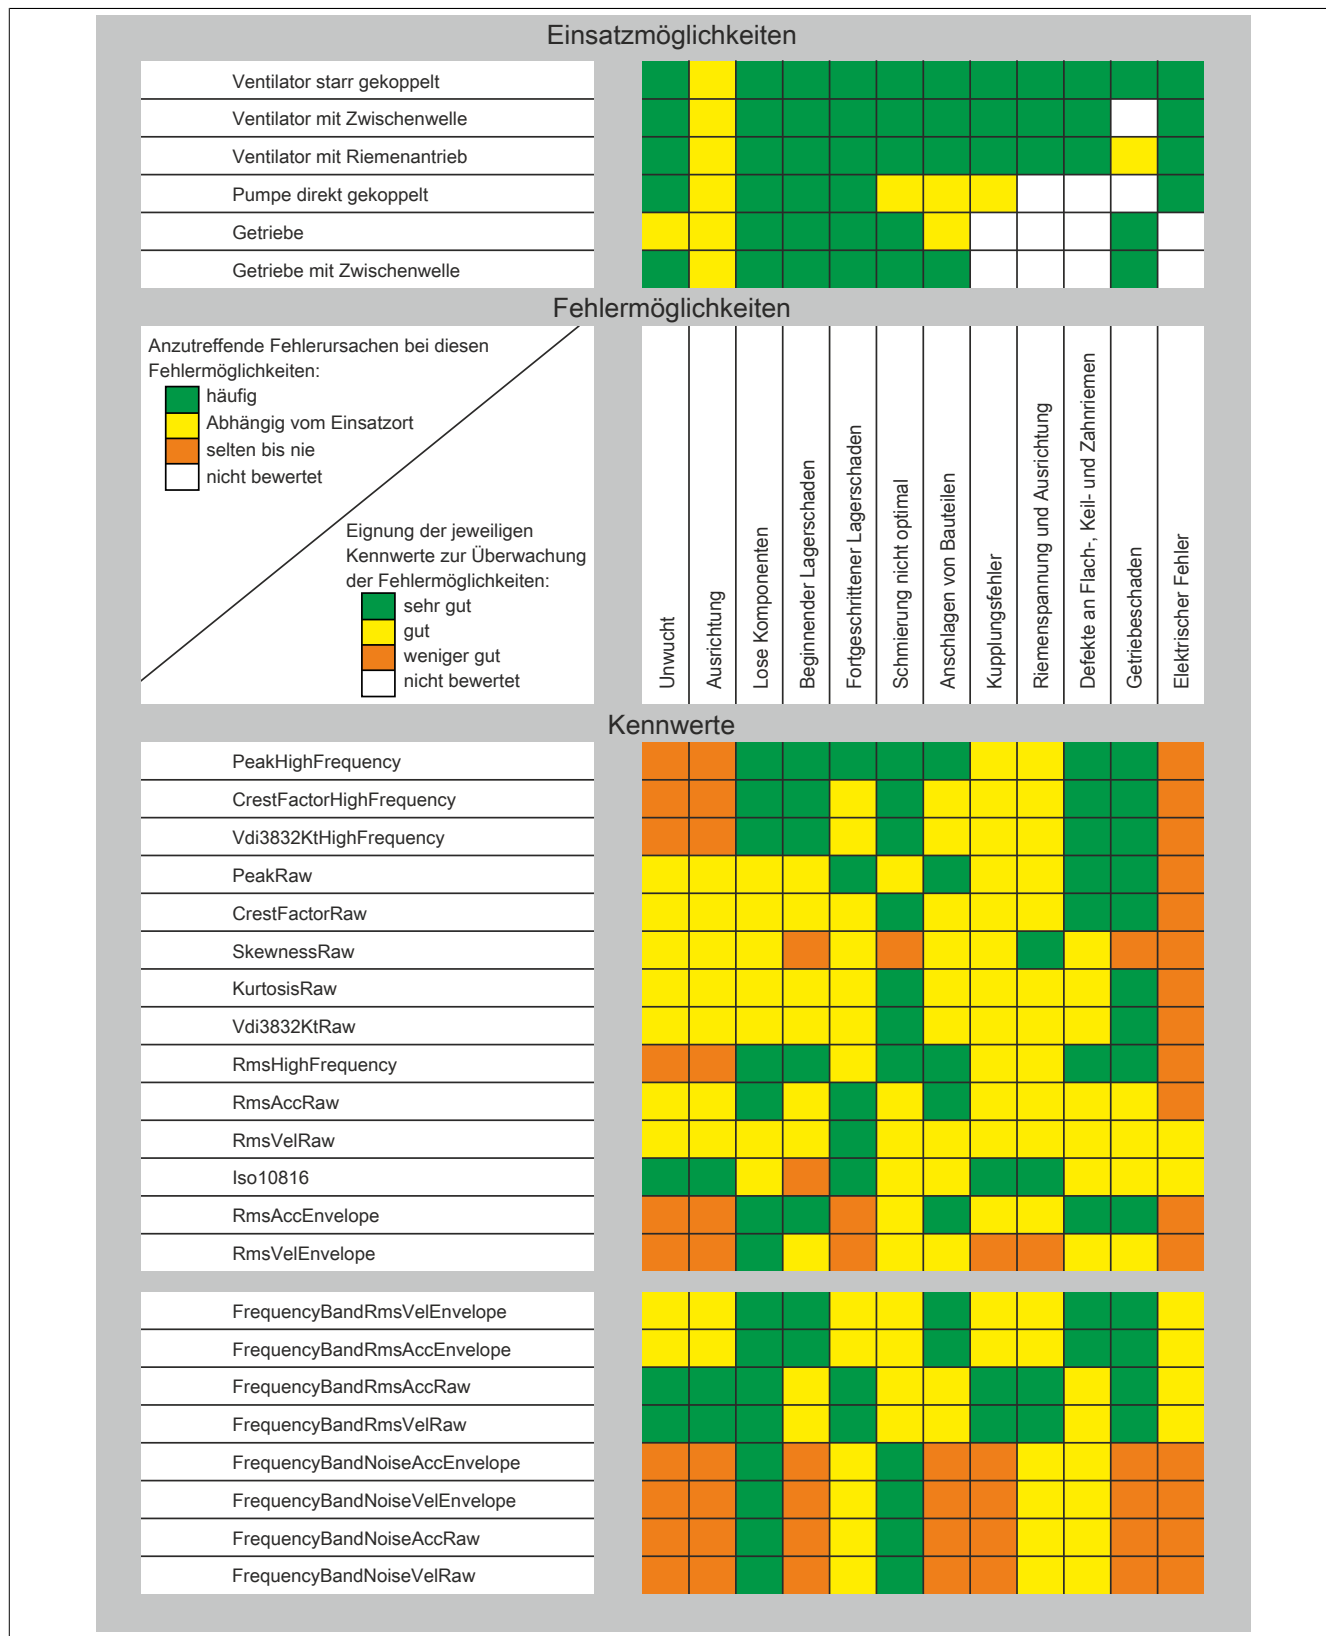 Einsatzmöglichkeiten
Ventilator starr gekoppelt
Ventilator mit Zwischenwelle
Ventilator mit Riemenantrieb
Pumpe direkt gekoppelt
Getriebe
Getriebe mit Zwischenwelle
Fehlermöglichkeiten
Anzutreffende Fehlerursachen bei diesen
Fehlermöglichkeiten:
häufig
Abhängig vom Einsatzort
selten bis nie
nicht bewertet
Eignung der jeweiligen
Kennwerte zur Überwachung
der Fehlermöglichkeiten:
sehr gut
gut
weniger gut
nicht bewertet
Unwucht
Ausrichtung
Lose Komponenten
Beginnender Lagerschaden
Fortgeschrittener Lagerschaden
Schmierung nicht optimal
Anschlagen von Bauteilen
Kupplungsfehler
Riemenspannung und Ausrichtung
Defekte an Flach-, Keil- und Zahnriemen
Getriebeschaden
Elektrischer Fehler
Kennwerte
PeakHighFrequency
CrestFactorHighFrequency
Vdi3832KtHighFrequency
PeakRaw
CrestFactorRaw
SkewnessRaw
KurtosisRaw
Vdi3832KtRaw
RmsHighFrequency
RmsAccRaw
RmsVelRaw
Iso10816
RmsAccEnvelope
RmsVelEnvelope
FrequencyBandRmsVelEnvelope
FrequencyBandRmsAccEnvelope
FrequencyBandRmsAccRaw
FrequencyBandRmsVelRaw
FrequencyBandNoiseAccEnvelope
FrequencyBandNoiseVelEnvelope
FrequencyBandNoiseAccRaw
FrequencyBandNoiseVelRaw